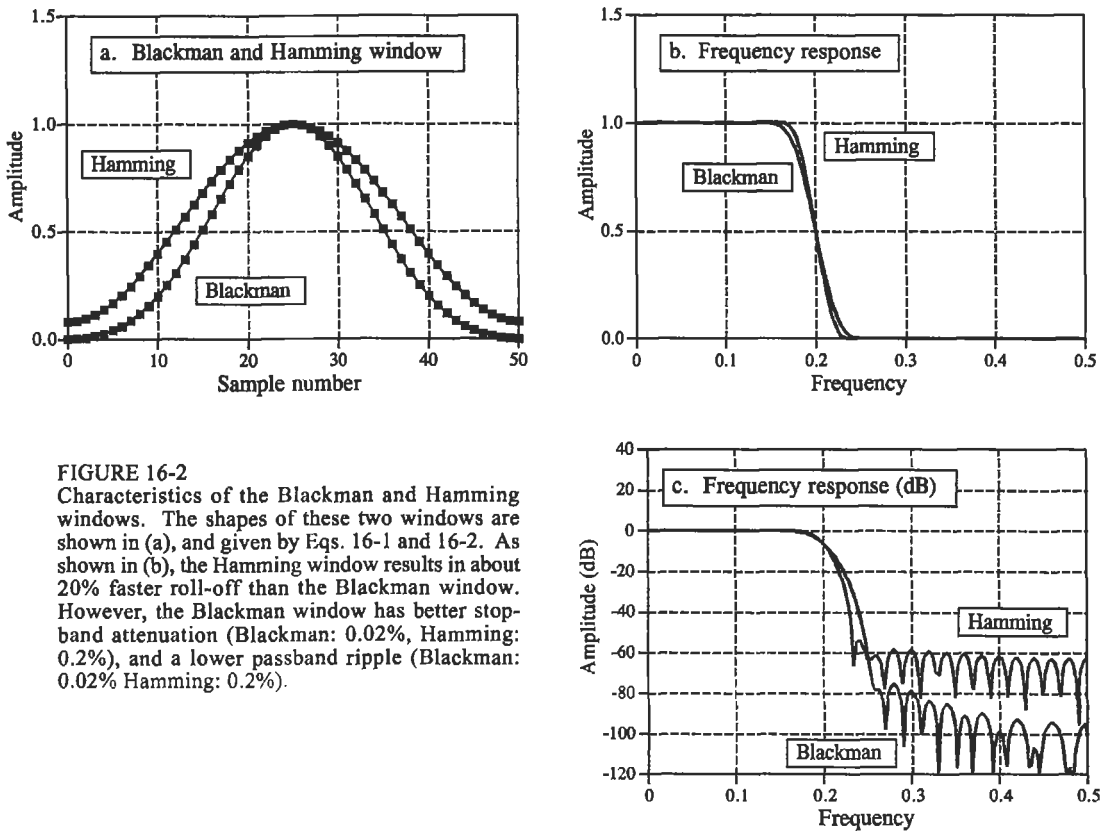 a. Blackman and Hamming window
1.5
1.0
0.5
0.0
Amplitude
Hamming
Blackman
0
10
20
30
40
50
Sample number
b. Frequency response
1.5
1.0
0.5
0.0
Amplitude
Hamming
Blackman
0
0.1
0.2
0.3
0.4
0.5
Frequency
FIGURE 16-2
Characteristics of the Blackman and Hamming
windows. The shapes of these two windows are
shown in (a), and given by Eqs. 16-1 and 16-2. As
shown in (b), the Hamming window results in about
20% faster roll-off than the Blackman window.
However, the Blackman window has better stop-
band attenuation (Blackman: 0.02%, Hamming:
0.2%), and a lower passband ripple (Blackman:
0.02% Hamming: 0.2%).
c. Frequency response (dB)
40
20
0
-20
-40
-60
-80
-100
-120
Amplitude (dB)
Hamming
Blackman
0
0.1
0.2
0.3
0.4
0.5
Frequency